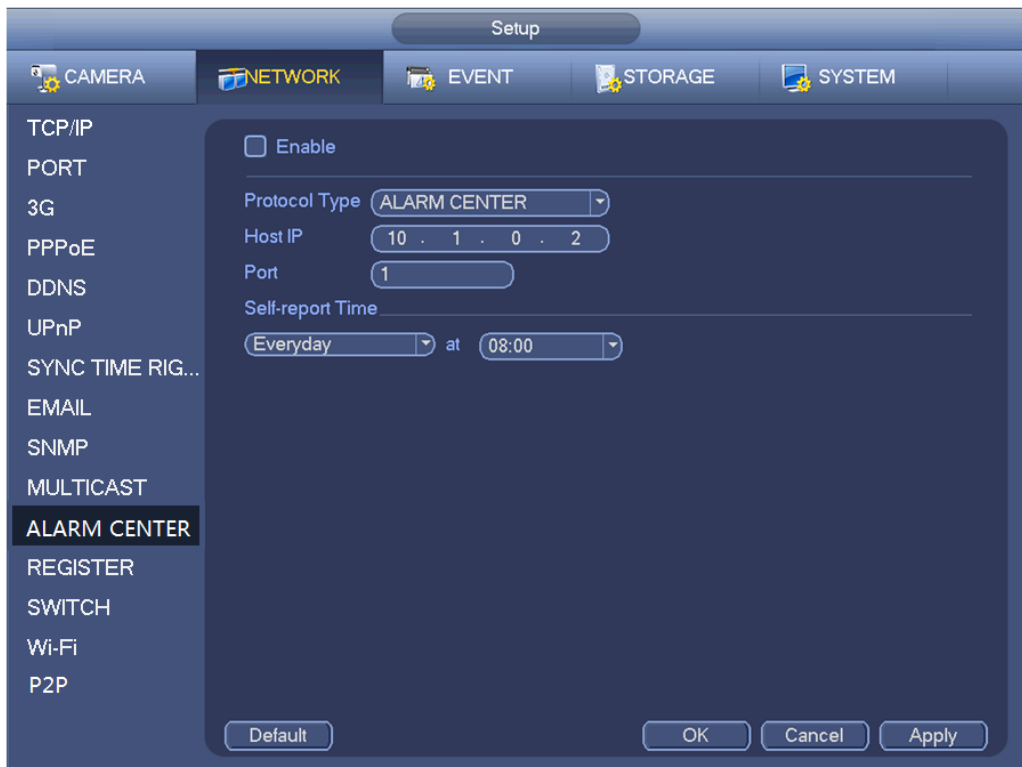 Setup
CAMERA NETWORK EVENT STORAGE SYSTEM
TCP/IP
PORT
3G
PPPoE
DDNS
UPnP
SYNC TIME RIG...
EMAIL
SNMP
MULTICAST
ALARM CENTER
REGISTER
SWITCH
Wi-Fi
P2P
Enable
Protocol Type ALARM CENTER
Host IP 10 . 1 . 0 . 2
Port 1
Self-report Time
Everyday at 08:00
Default OK Cancel Apply